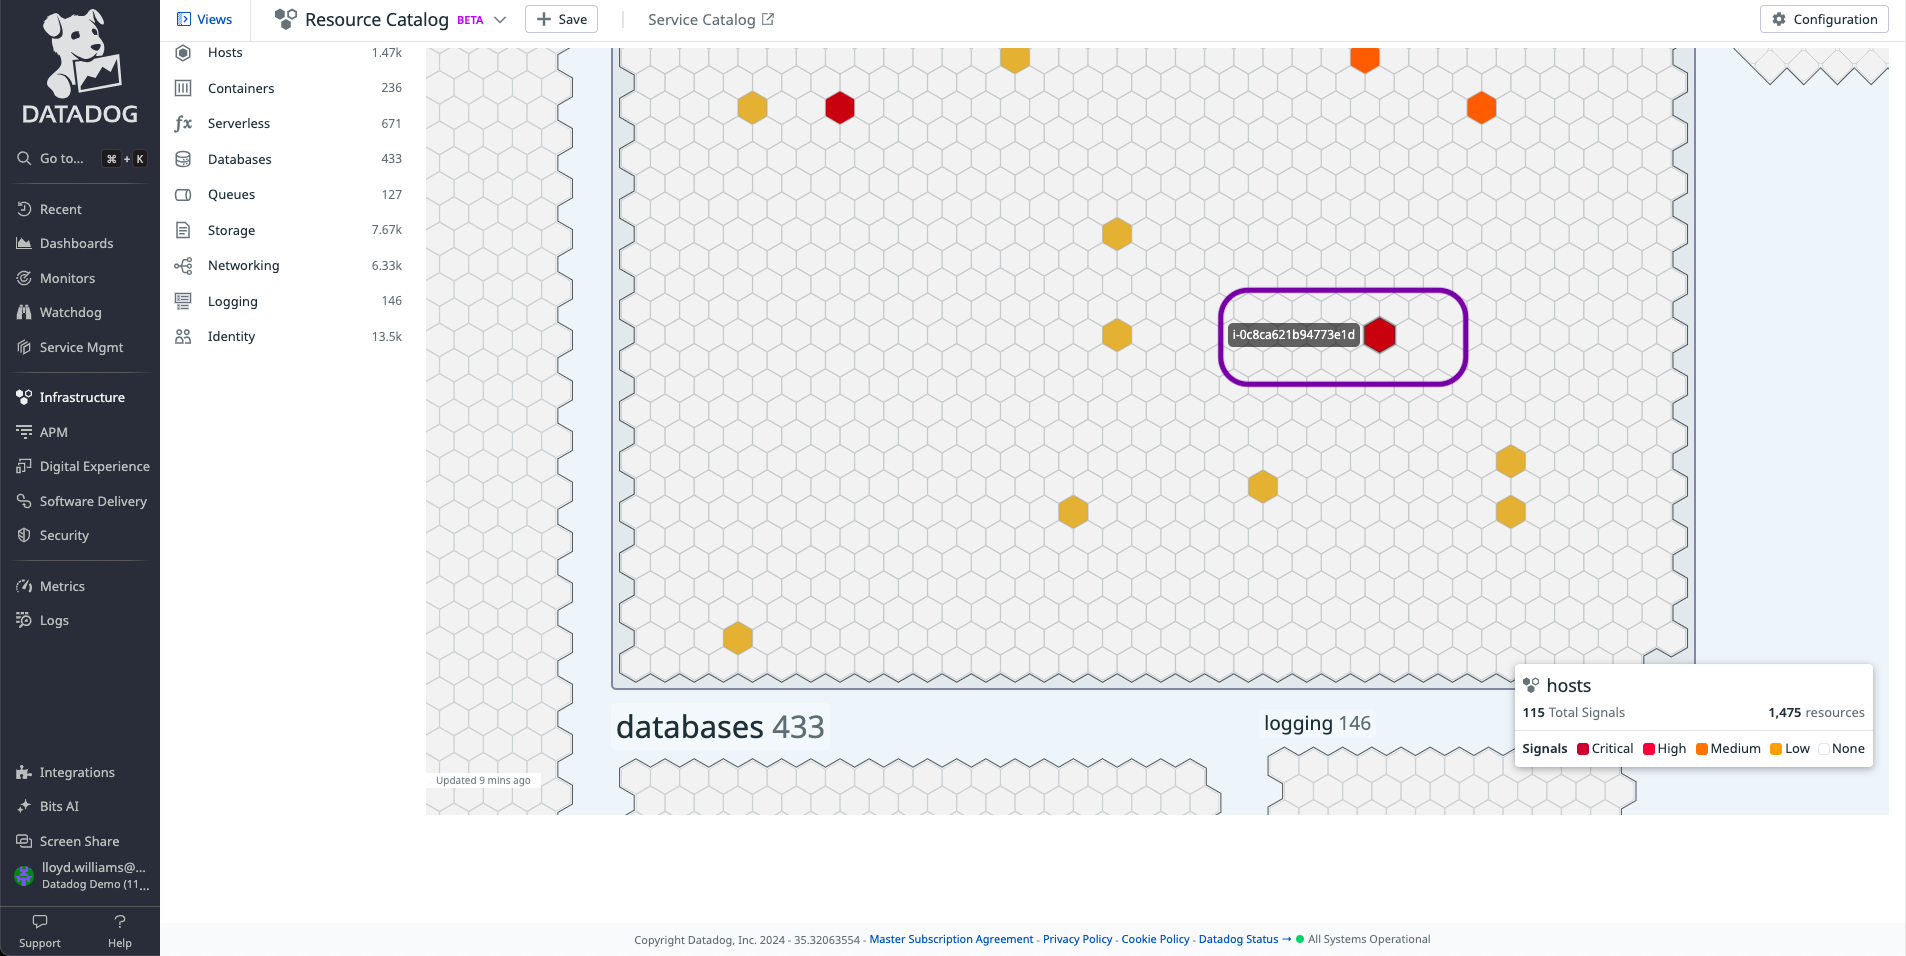 DATADOG
Go to... ⌘ + K
Recent
Dashboards
Monitors
Watchdog
Service Mgmt
Infrastructure
APM
Digital Experience
Software Delivery
Security
Metrics
Logs
Integrations
Bits AI
Screen Share
lloyd.williams@...
Datadog Demo (11...
Support
Help
Views
Resource Catalog BETA
Save
Service Catalog
Configuration
Hosts 1.47k
Containers 236
Serverless 671
Databases 433
Queues 127
Storage 7.67k
Networking 6.33k
Logging 146
Identity 13.5k
i-0c8ca621b94773e1d
databases 433
logging 146
Updated 9 mins ago
hosts
115 Total Signals 1,475 resources
Signals Critical High Medium Low None
Copyright Datadog, Inc. 2024 - 35.32063554 - Master Subscription Agreement - Privacy Policy - Cookie Policy - Datadog Status → All Systems Operational